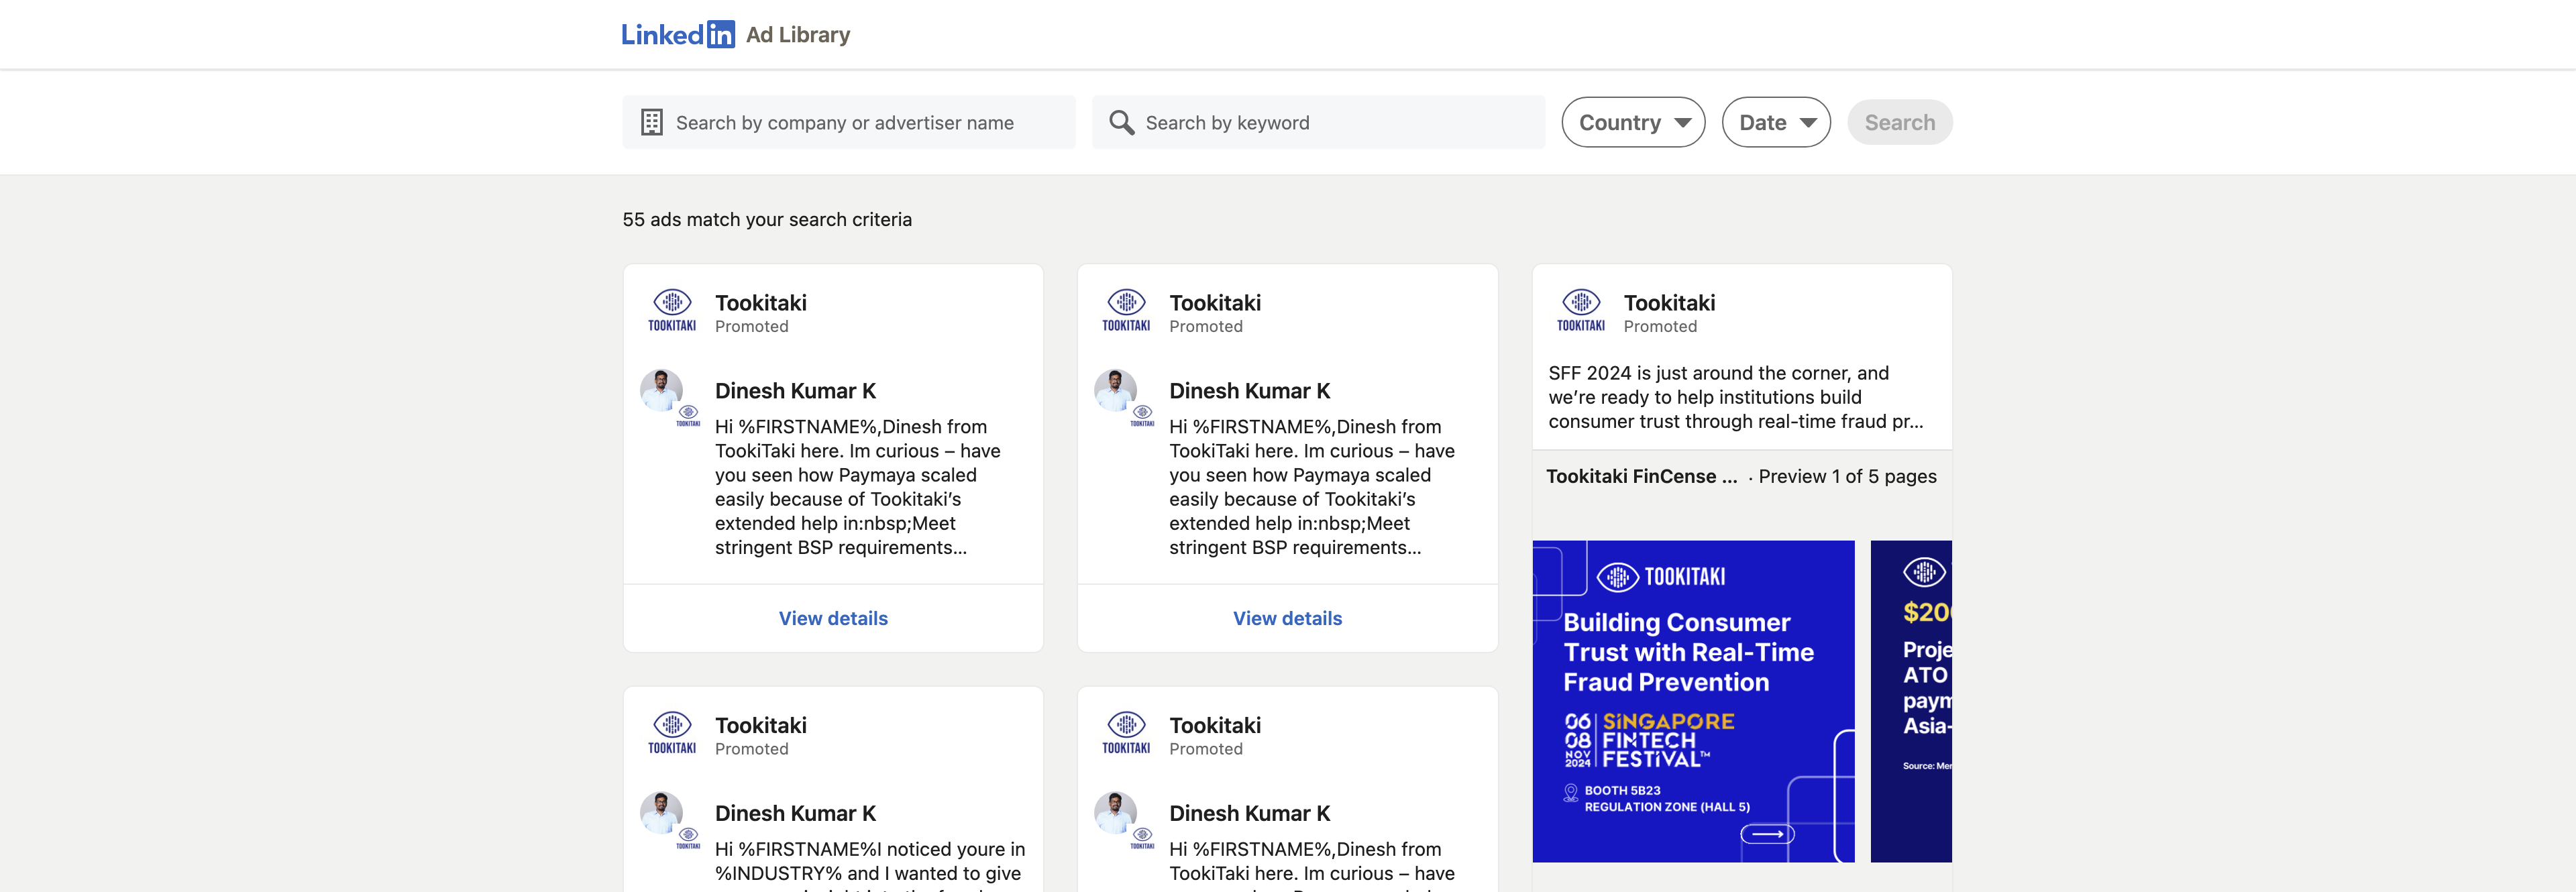 Linkedin Ad Library
Search by company or advertiser name
Search by keyword
Country
Date
Search
55 ads match your search criteria
TOOKITAKI
Tookitaki
Promoted
Dinesh Kumar K
TOOKITAKI
Hi %FIRSTNAME%,Dinesh from
TookiTaki here. Im curious – have
you seen how Paymaya scaled
easily because of Tookitaki’s
extended help in:nbsp;Meet
stringent BSP requirements...
View details
TOOKITAKI
Tookitaki
Promoted
Dinesh Kumar K
TOOKITAKI
Hi %FIRSTNAME%,Dinesh from
TookiTaki here. Im curious – have
you seen how Paymaya scaled
easily because of Tookitaki’s
extended help in:nbsp;Meet
stringent BSP requirements...
View details
TOOKITAKI
Tookitaki
Promoted
SFF 2024 is just around the corner, and
we’re ready to help institutions build
consumer trust through real-time fraud pr...
Tookitaki FinCense ... · Preview 1 of 5 pages
TOOKITAKI
Building Consumer
Trust with Real-Time
Fraud Prevention
06
08
NOV
2024
SINGAPORE
FINTECH
FESTIVAL™
BOOTH 5B23
REGULATION ZONE (HALL 5)
$20
Proje
ATO
paym
Asia-
Source: Mer
TOOKITAKI
Tookitaki
Promoted
Dinesh Kumar K
TOOKITAKI
Hi %FIRSTNAME%I noticed youre in
%INDUSTRY% and I wanted to give
TOOKITAKI
Tookitaki
Promoted
Dinesh Kumar K
TOOKITAKI
Hi %FIRSTNAME%,Dinesh from
TookiTaki here. Im curious – have